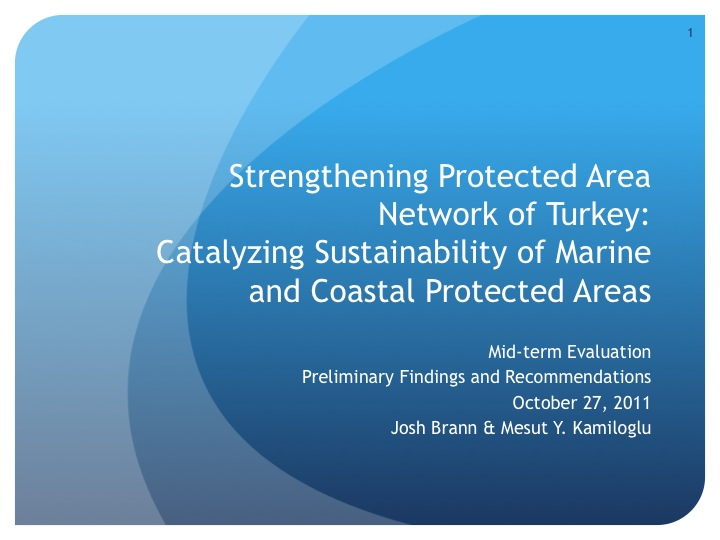 1
Strengthening Protected Area
Network of Turkey:
Catalyzing Sustainability of Marine
and Coastal Protected Areas
Mid-term Evaluation
Preliminary Findings and Recommendations
October 27, 2011
Josh Brann & Mesut Y. Kamiloglu